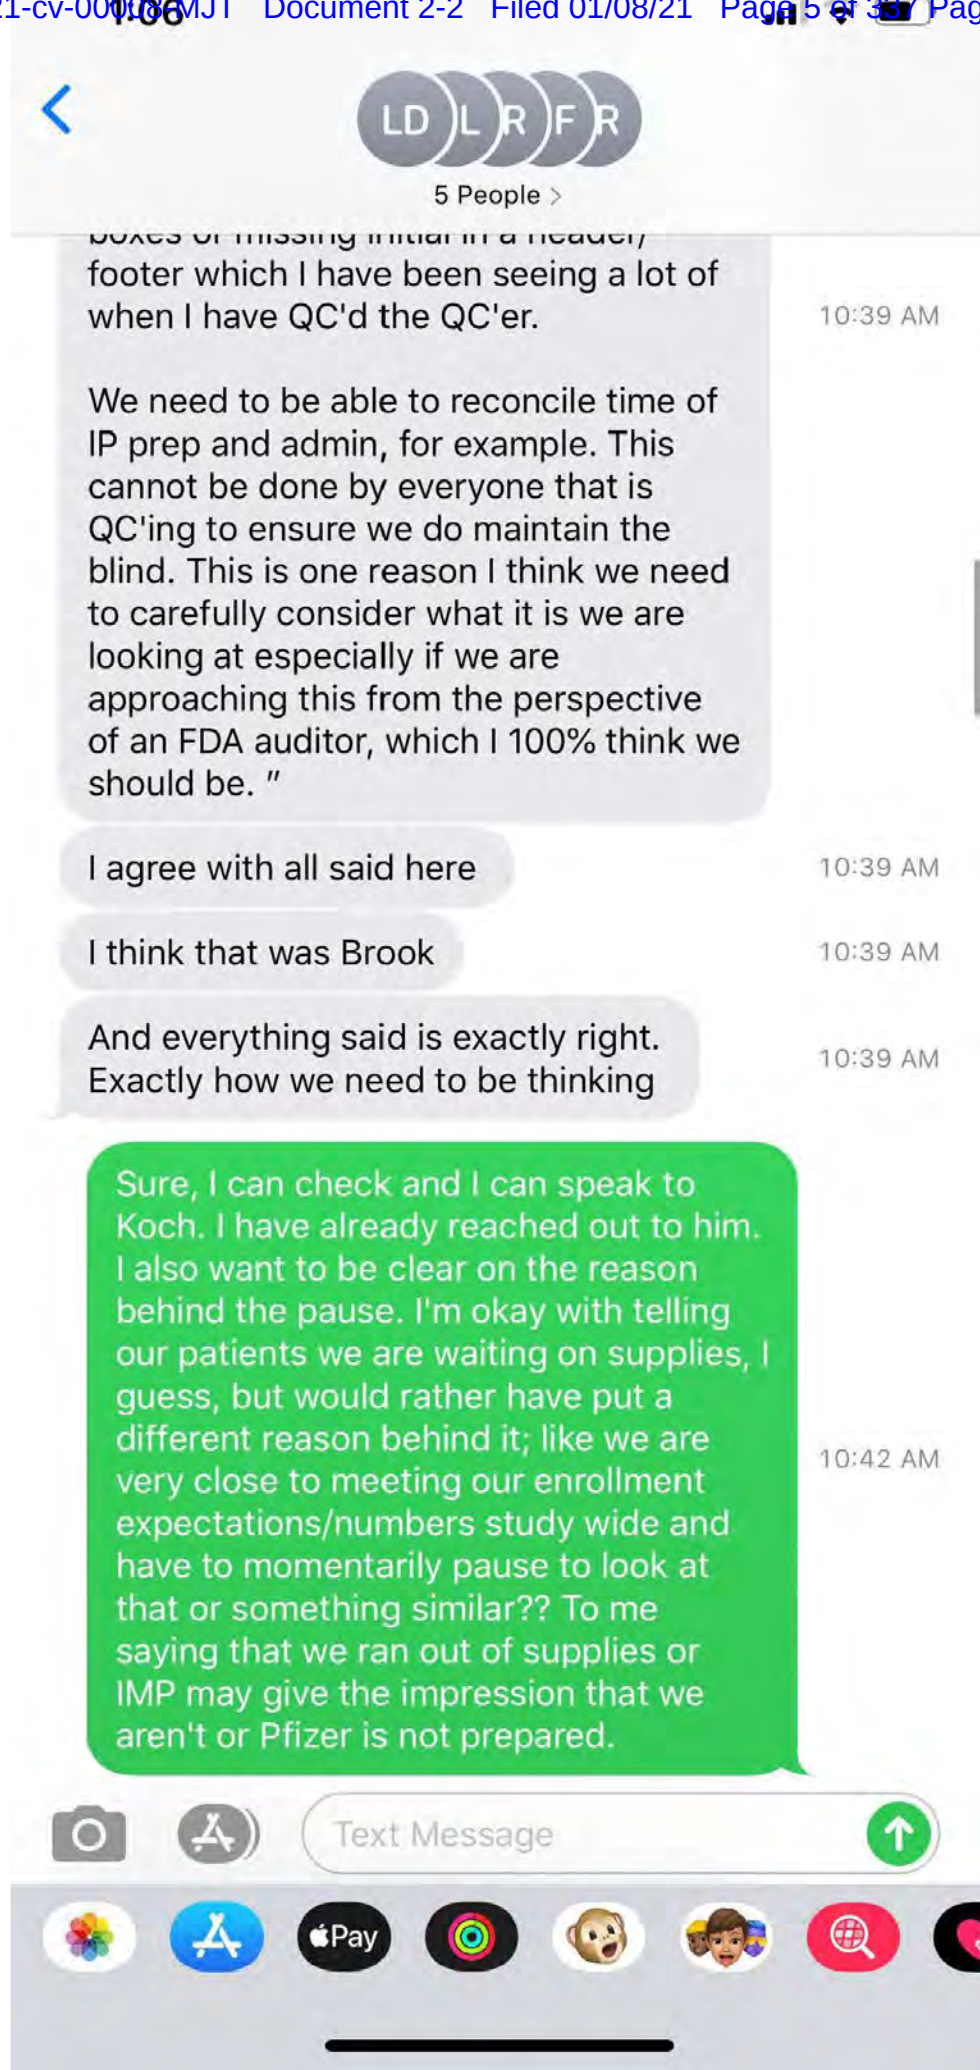 Document 2-2 Filed 01/08/21
LD L R F R
5 People >
boxes or missing initial in a header/
footer which I have been seeing a lot of
when I have QC'd the QC'er.
10:39 AM
We need to be able to reconcile time of
IP prep and admin, for example. This
cannot be done by everyone that is
QC'ing to ensure we do maintain the
blind. This is one reason I think we need
to carefully consider what it is we are
looking at especially if we are
approaching this from the perspective
of an FDA auditor, which I 100% think we
should be. "
I agree with all said here
10:39 AM
I think that was Brook
10:39 AM
And everything said is exactly right.
Exactly how we need to be thinking
10:39 AM
Sure, I can check and I can speak to
Koch. I have already reached out to him.
I also want to be clear on the reason
behind the pause. I'm okay with telling
our patients we are waiting on supplies, I
guess, but would rather have put a
different reason behind it; like we are
very close to meeting our enrollment
expectations/numbers study wide and
have to momentarily pause to look at
that or something similar?? To me
saying that we ran out of supplies or
IMP may give the impression that we
aren't or Pfizer is not prepared.
10:42 AM
Text Message
Pay